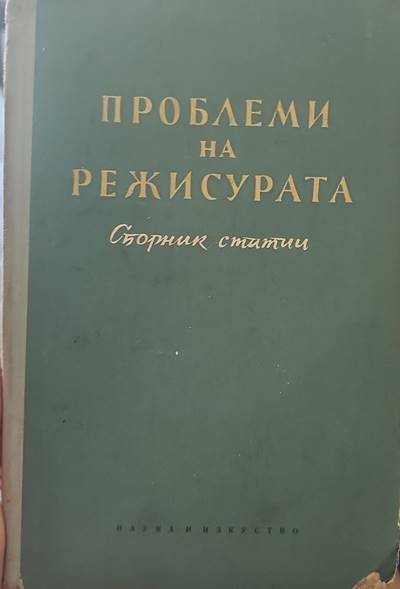 ПРОБЛЕМИ
НА
РЕЖИСУРАТА
Сборник статии
НАУКА И ИЗКУСТВО